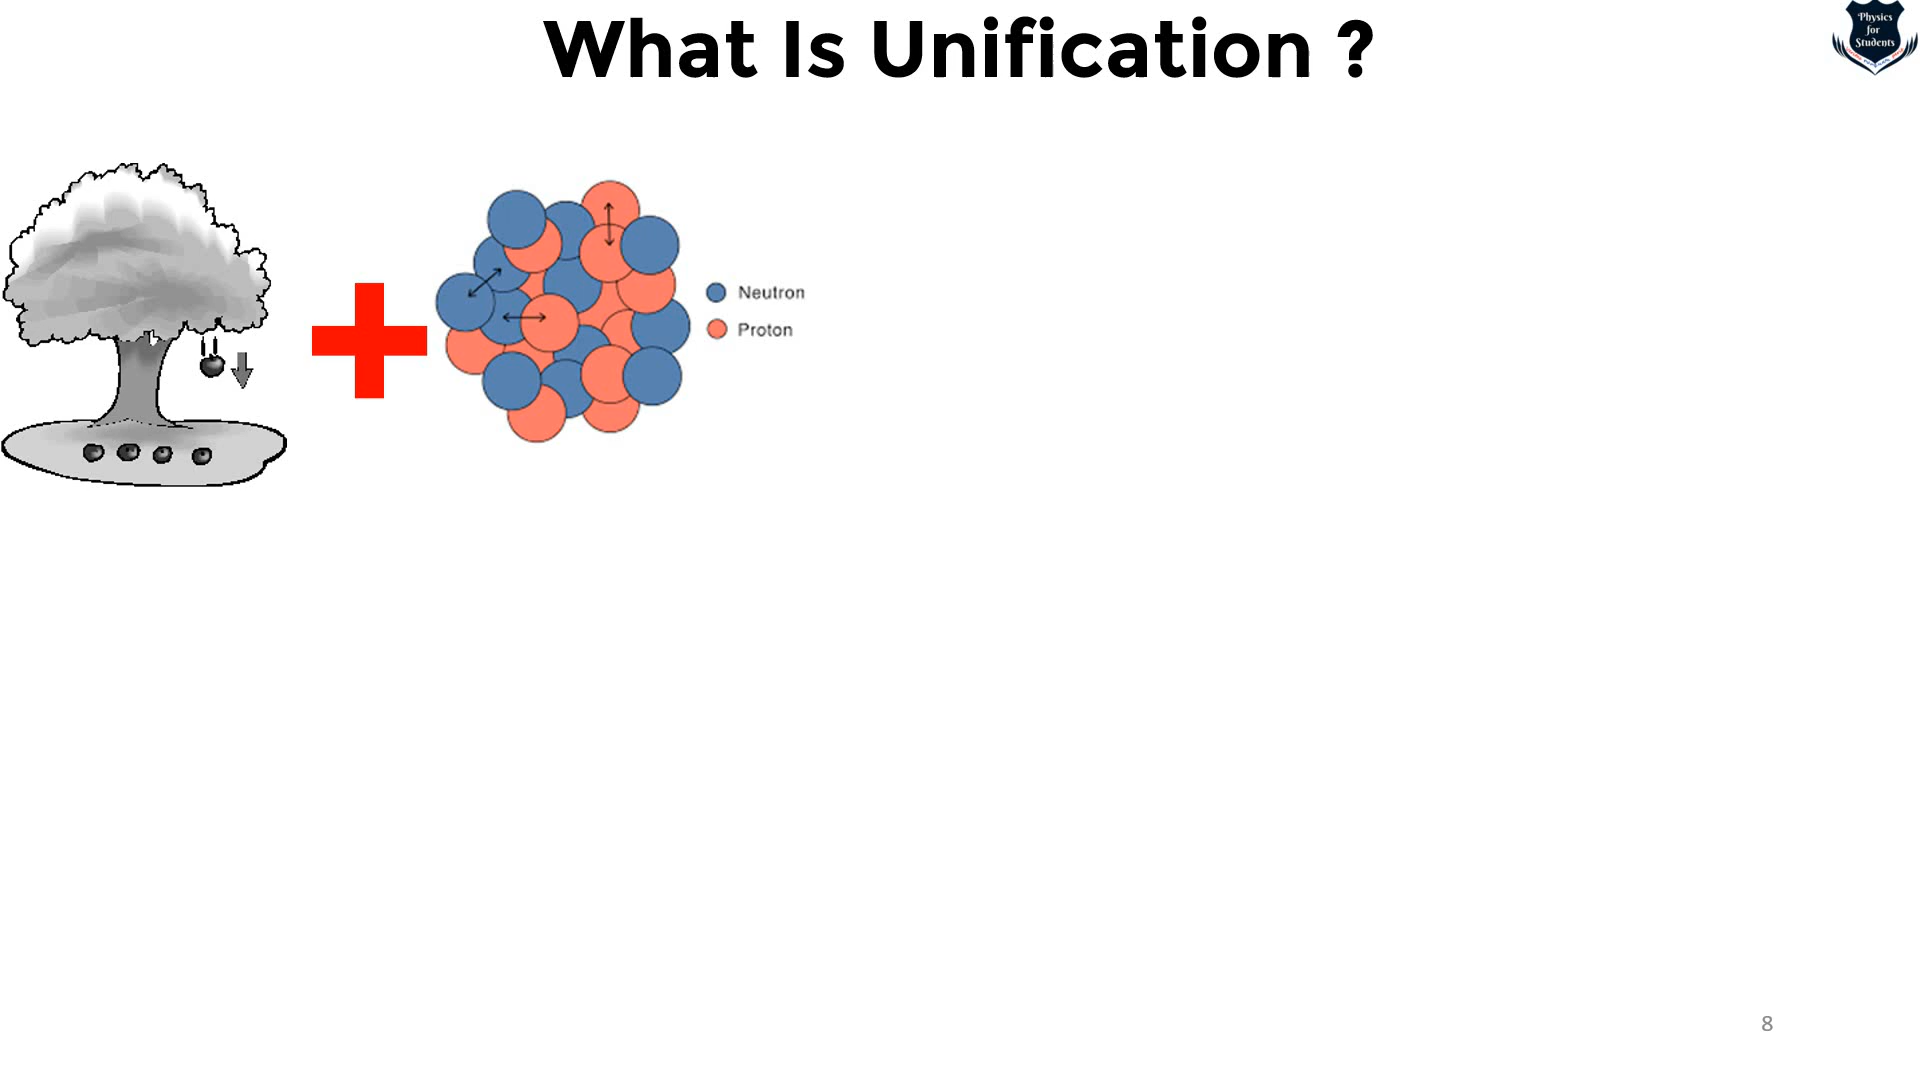 What Is Unification ?
Physics
for
Students
Neutron
Proton
8